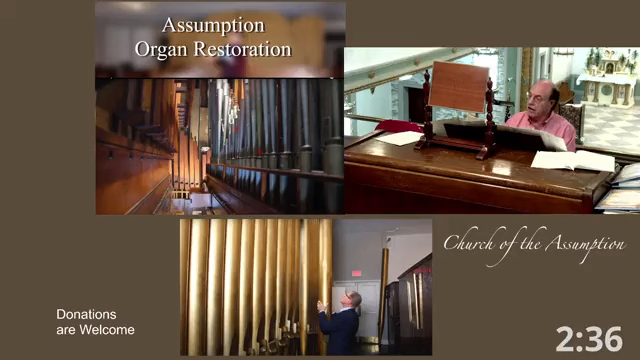 Assumption
Organ Restoration
Church of the Assumption
Donations
are Welcome
2:36